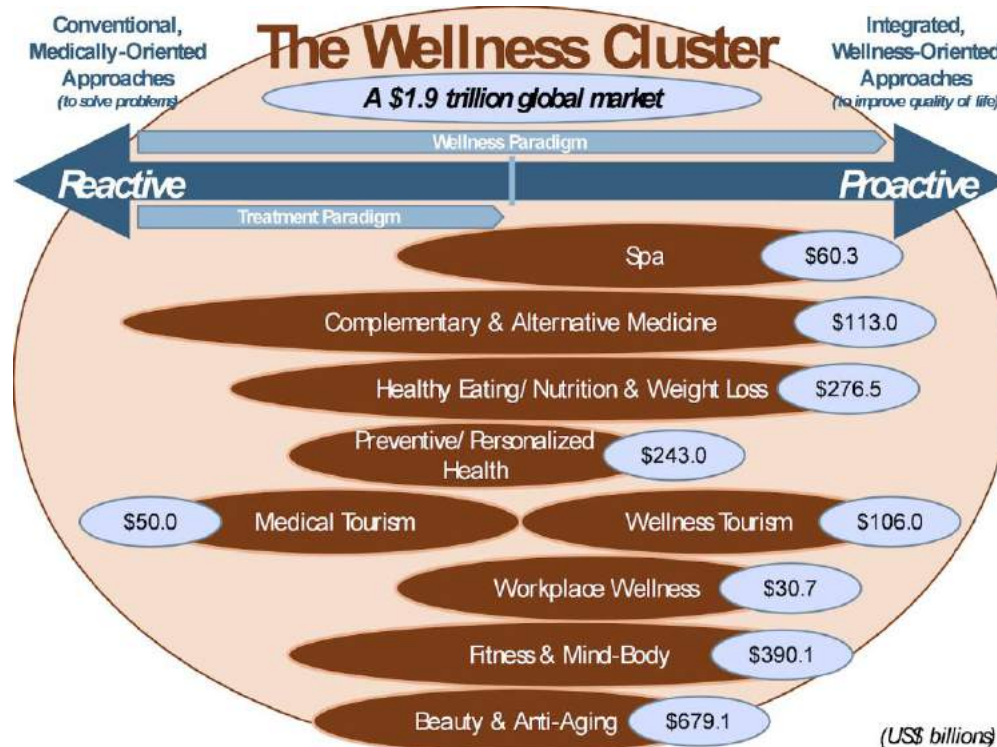 Conventional,
Medically-Oriented
Approaches
(to solve problems)
The Wellness Cluster
A $1.9 trillion global market
Integrated,
Wellness-Oriented
Approaches
(to improve quality of life)
Wellness Paradigm
Reactive
Proactive
Treatment Paradigm
Spa
$60.3
Complementary & Alternative Medicine
$113.0
Healthy Eating/ Nutrition & Weight Loss
$276.5
Preventive/ Personalized
Health
$243.0
$50.0
Medical Tourism
Wellness Tourism
$106.0
Workplace Wellness
$30.7
Fitness & Mind-Body
$390.1
Beauty & Anti-Aging
$679.1
(US$ billions)